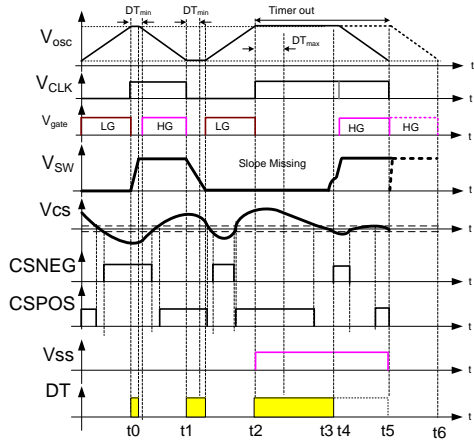 DTmin
DTmin
Timer out
Vosc
DTmax
t
VCLK
t
Vgate
LG
HG
LG
HG
HG
t
VSW
Slope Missing
t
VCS
t
CSNEG
t
CSPOS
t
VSS
t
DT
t
t0
t1
t2
t3
t4
t5
t6